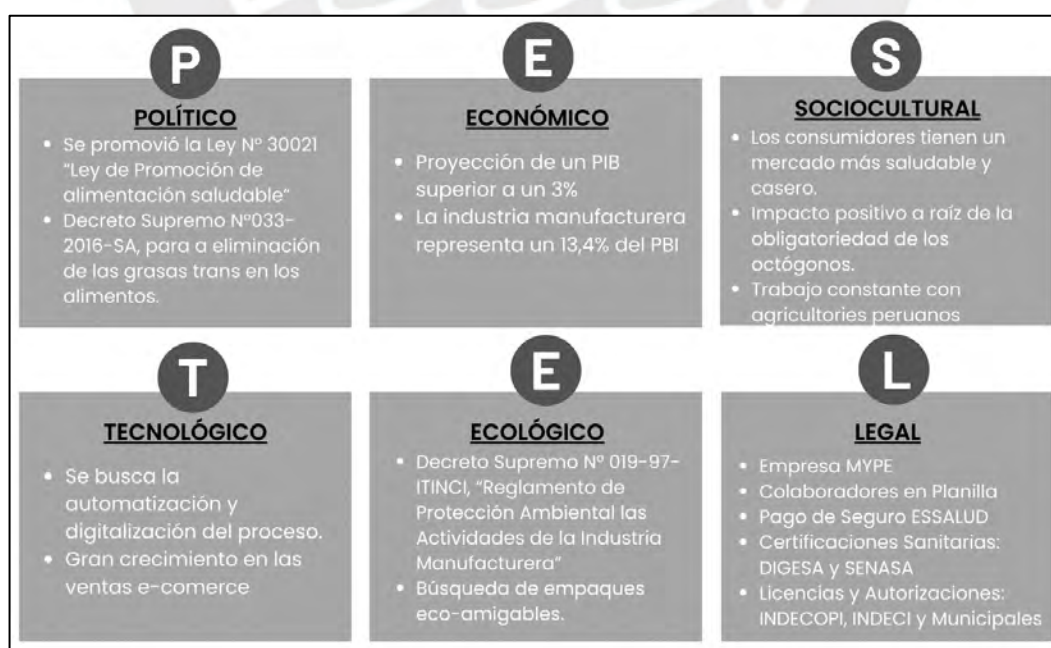 P
POLÍTICO
• Se promovió la Ley Nº 30021
"Ley de Promoción de
alimentación saludable"
• Decreto Supremo Nº033-
2016-SA, para a eliminación
de las grasas trans en los
alimentos.
E
ECONÓMICO
• Proyección de un PIB
superior a un 3%
• La industria manufacturera
representa un 13,4% del PBI
S
SOCIOCULTURAL
• Los consumidores tienen un
mercado más saludable y
casero.
• Impacto positivo a raíz de la
obligatoriedad de los
octógonos.
• Trabajo constante con
agricultories peruanos
T
TECNOLÓGICO
• Se busca la
automatización y
digitalización del proceso.
• Gran crecimiento en las
ventas e-comerce
E
ECOLÓGICO
• Decreto Supremo Nº 019-97-
ITINCI, "Reglamento de
Protección Ambiental las
Actividades de la Industria
Manufacturera"
• Búsqueda de empaques
eco-amigables.
L
LEGAL
• Empresa MYPE
• Colaboradores en Planilla
• Pago de Seguro ESSALUD
• Certificaciones Sanitarias:
DIGESA y SENASA
• Licencias y Autorizaciones:
INDECOPI, INDECI y Municipales